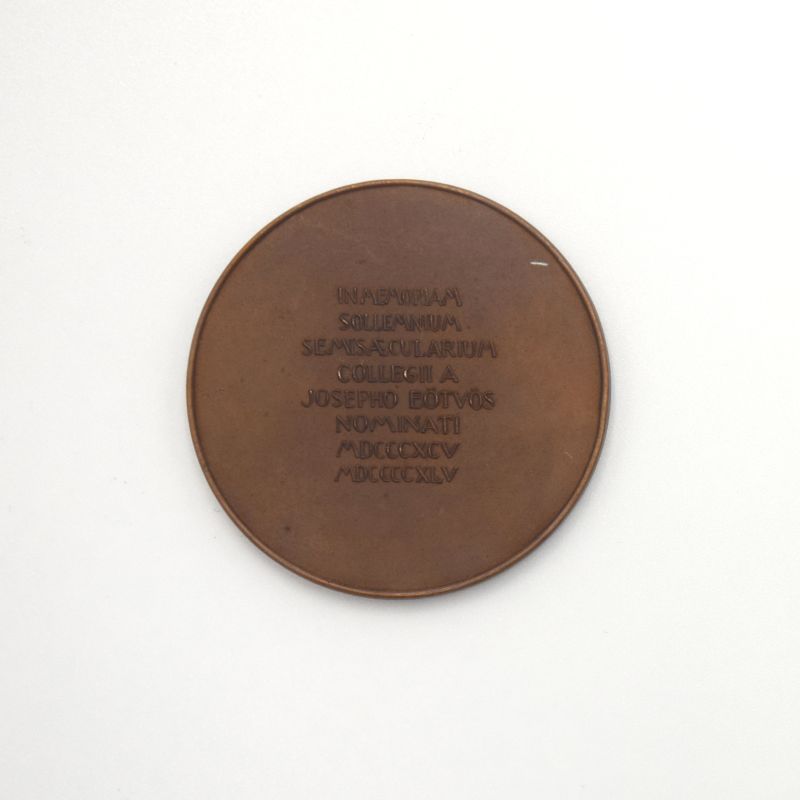 IN MEMORIAM
SOLLEMNIUM
SEMISÆCULARIUM
COLLEGII A
JOSEPHO EÖTVÖS
NOMINATI
MDCCCXCV
MDCCCCXLV